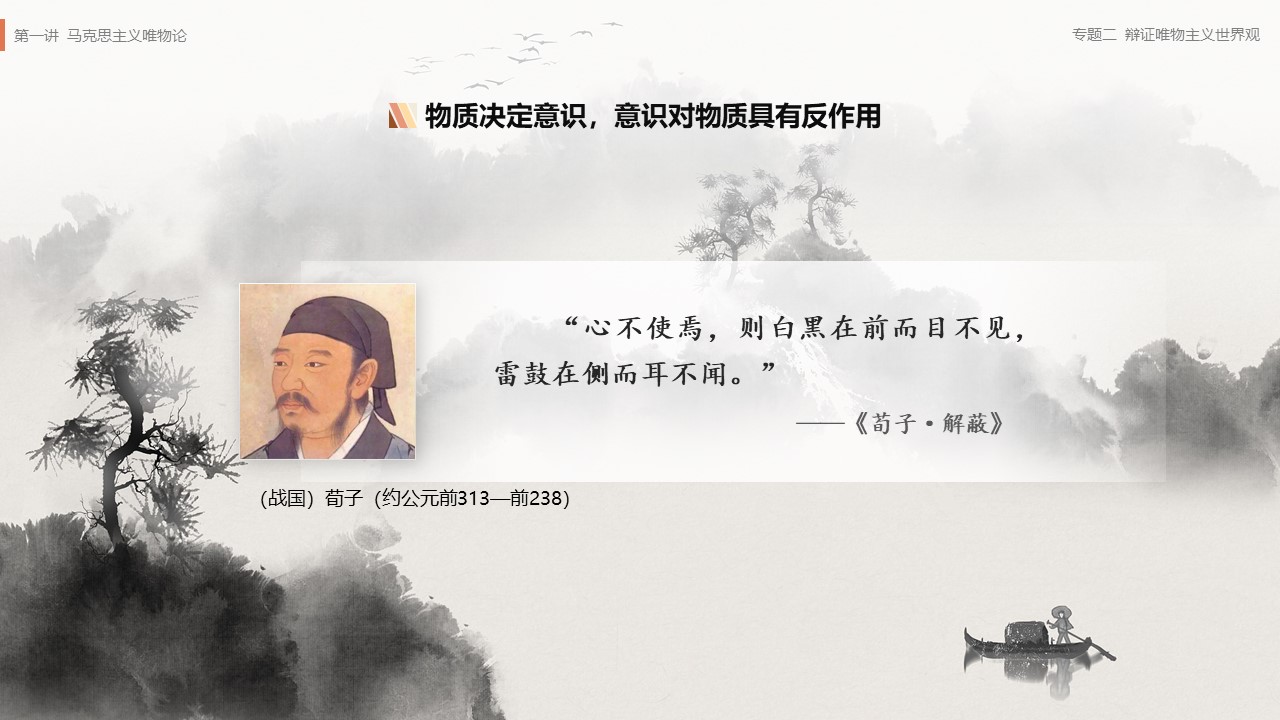 第一讲 马克思主义唯物论
专题二 辩证唯物主义世界观
物质决定意识，意识对物质具有反作用
“心不使焉，则白黑在前而目不见，
雷鼓在侧而耳不闻。”
——《荀子·解蔽》
（战国）荀子（约公元前313—前238）